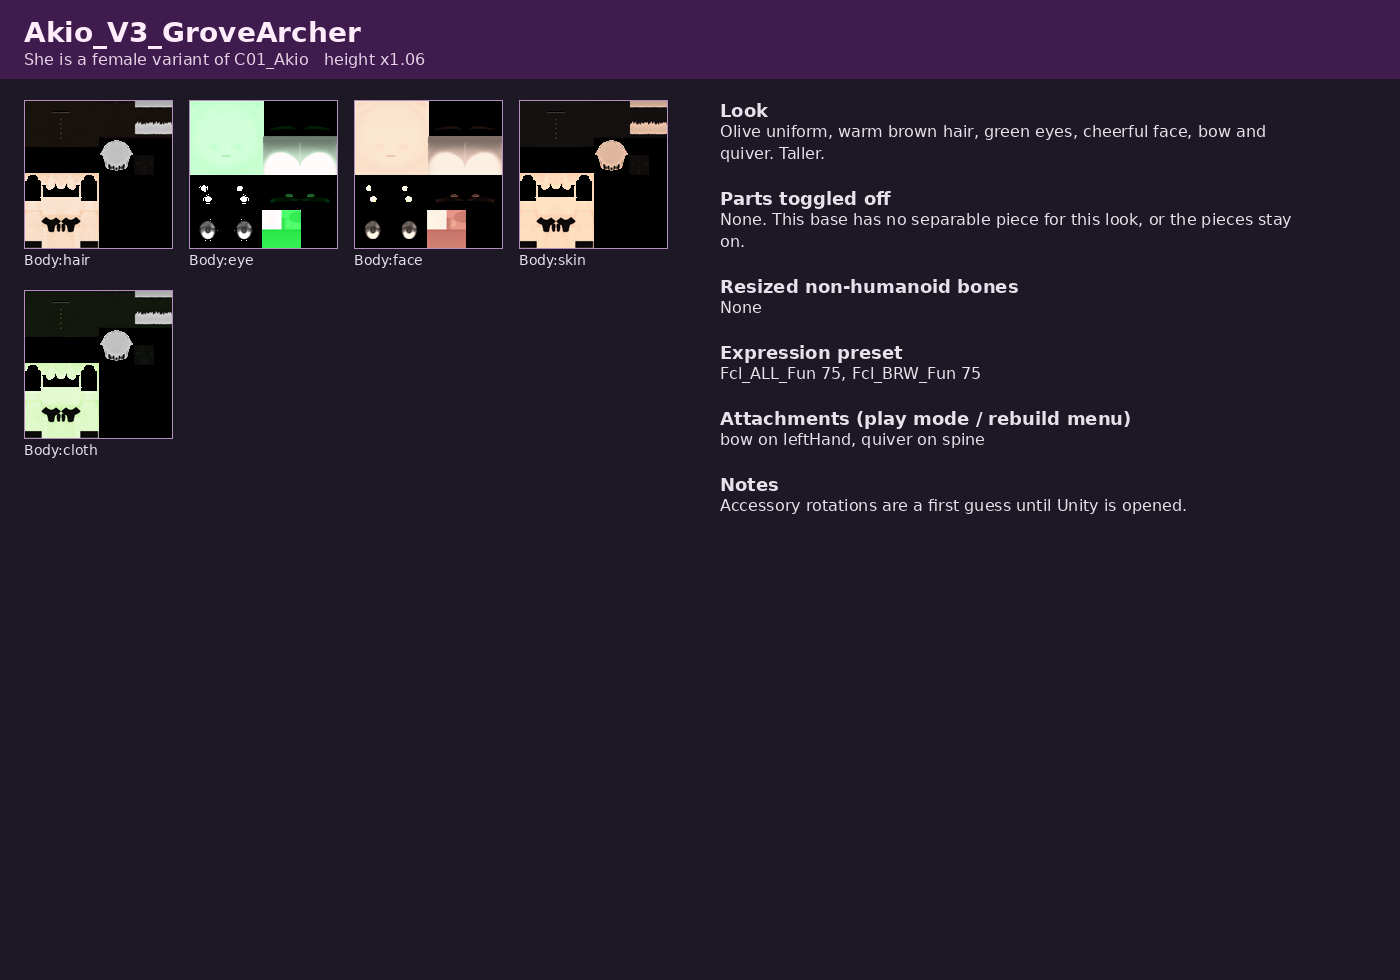 Akio_V3_GroveArcher
She is a female variant of C01_Akio   height x1.06
Body:hair
Body:eye
Body:face
Body:skin
Body:cloth
Look
Olive uniform, warm brown hair, green eyes, cheerful face, bow and
quiver. Taller.
Parts toggled off
None. This base has no separable piece for this look, or the pieces stay
on.
Resized non-humanoid bones
None
Expression preset
Fcl_ALL_Fun 75, Fcl_BRW_Fun 75
Attachments (play mode / rebuild menu)
bow on leftHand, quiver on spine
Notes
Accessory rotations are a first guess until Unity is opened.